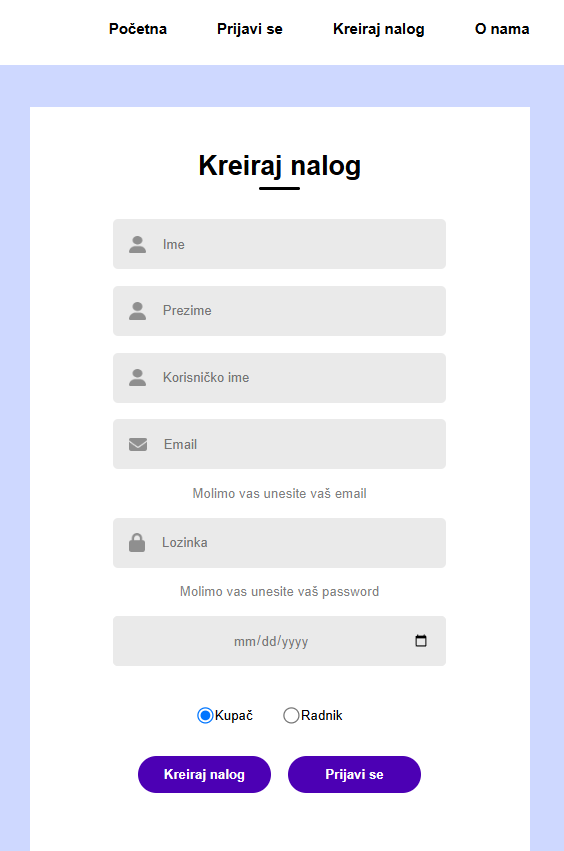 Početna Prijavi se Kreiraj nalog O nama
Kreiraj nalog
Ime
Prezime
Korisničko ime
Email
Molimo vas unesite vaš email
Lozinka
Molimo vas unesite vaš password
mm/dd/yyyy
Kupač Radnik
Kreiraj nalog Prijavi se